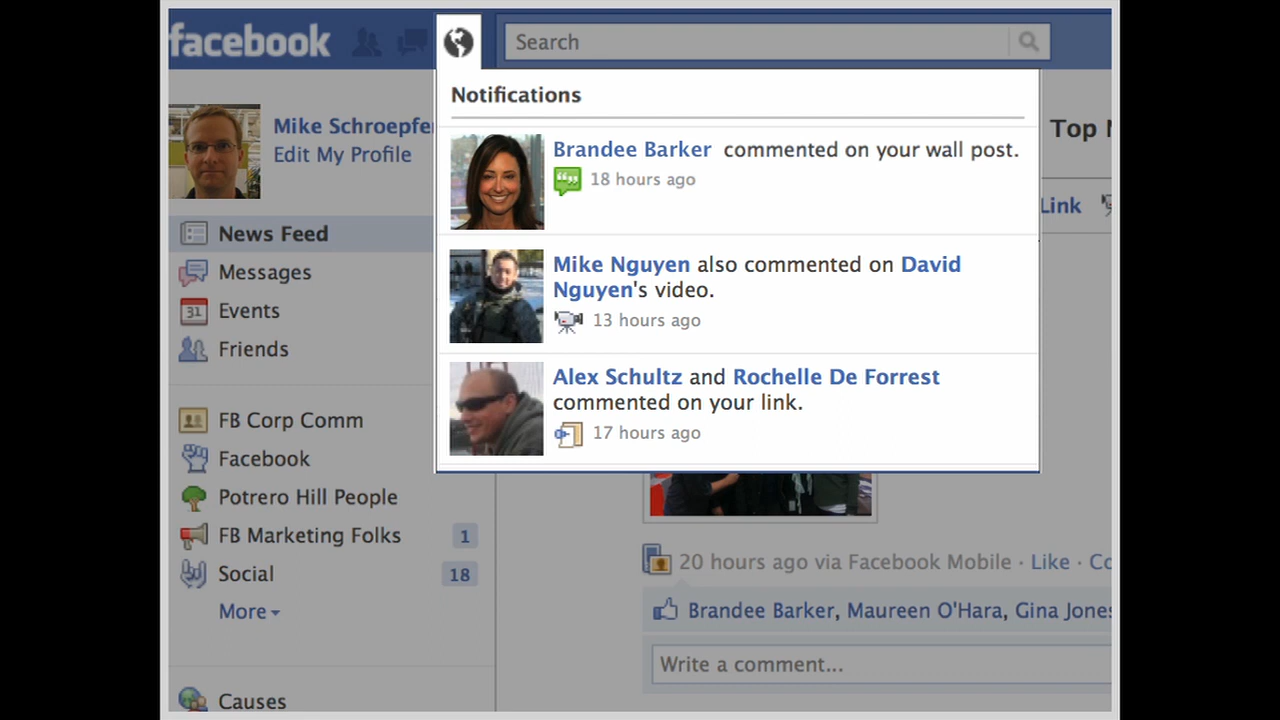 facebook
Search
Notifications
Mike Schroepfe
Edit My Profile
Brandee Barker commented on your wall post.
18 hours ago
Mike Nguyen also commented on David
Nguyen's video.
13 hours ago
Alex Schultz and Rochelle De Forrest
commented on your link.
17 hours ago
Top
Link
News Feed
Messages
31 Events
Friends
FB Corp Comm
Facebook
Potrero Hill People
FB Marketing Folks 1
Social 18
More
Causes
20 hours ago via Facebook Mobile · Like · Co
Brandee Barker, Maureen O'Hara, Gina Jones
Write a comment...